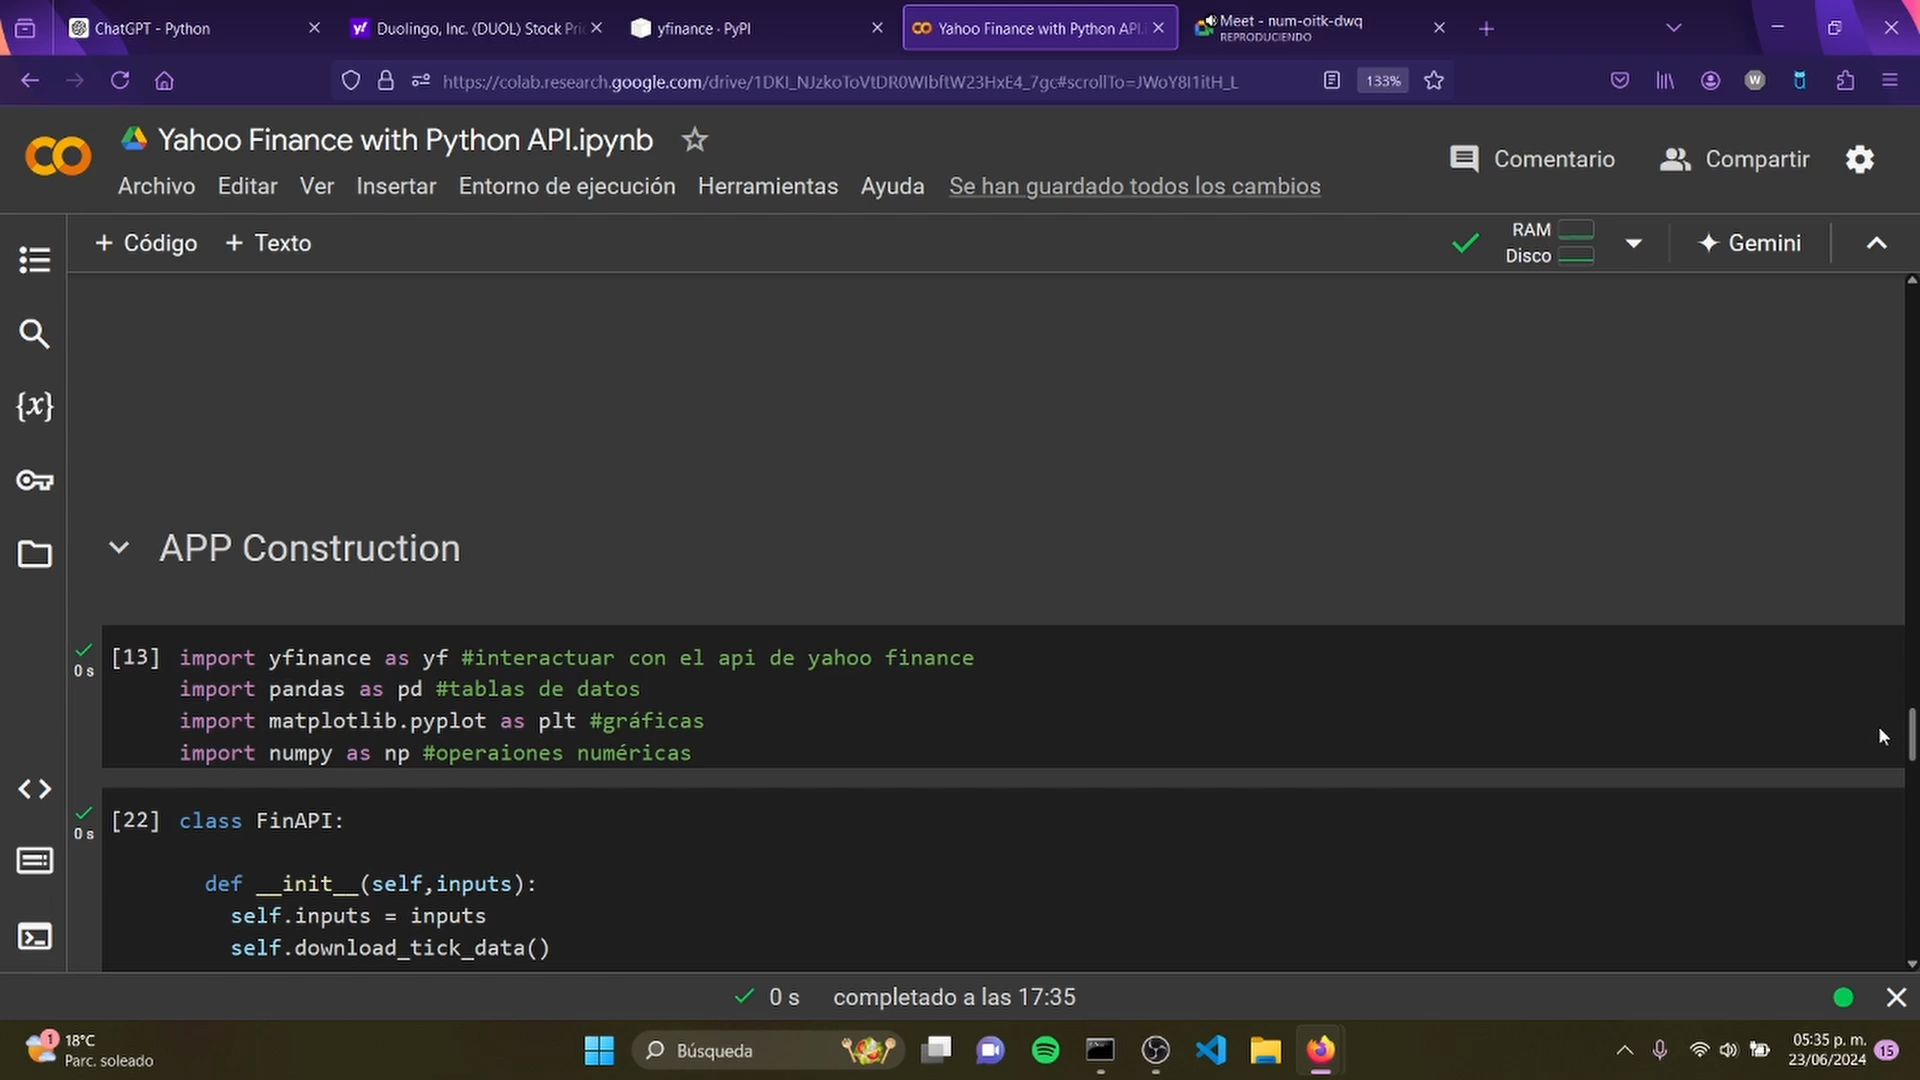 ChatGPT - Python
Duolingo, Inc. (DUOL) Stock Pri
yfinance · PyPI
Yahoo Finance with Python API.
Meet - num-oitk-dwq
REPRODUCIENDO
https://colab.research.google.com/drive/1DKI_NJzkoToVtDR0WIbftW23HxE4_7gc#scrollTo=JWoY8I1itH_L
133%
W
Yahoo Finance with Python API.ipynb
Comentario
Compartir
Archivo
Editar
Ver
Insertar
Entorno de ejecución
Herramientas
Ayuda
Se han guardado todos los cambios
+ Código
+ Texto
RAM
Disco
Gemini
{x}
APP Construction
0 s
[13] import yfinance as yf #interactuar con el api de yahoo finance
import pandas as pd #tablas de datos
import matplotlib.pyplot as plt #gráficas
import numpy as np #operaiones numéricas
0 s
[22] class FinAPI:
def __init__(self,inputs):
self.inputs = inputs
self.download_tick_data()
0 s completado a las 17:35
1
18°C
Parc. soleado
Búsqueda
05:35 p. m.
23/06/2024
15